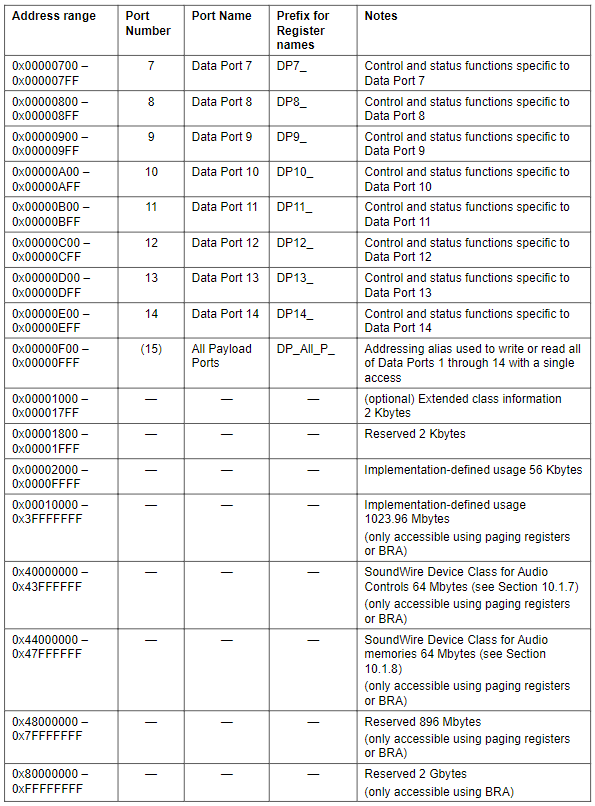 Address range Port Number Port Name Prefix for Register names Notes
0x00000700 – 0x000007FF 7 Data Port 7 DP7_ Control and status functions specific to Data Port 7
0x00000800 – 0x000008FF 8 Data Port 8 DP8_ Control and status functions specific to Data Port 8
0x00000900 – 0x000009FF 9 Data Port 9 DP9_ Control and status functions specific to Data Port 9
0x00000A00 – 0x00000AFF 10 Data Port 10 DP10_ Control and status functions specific to Data Port 10
0x00000B00 – 0x00000BFF 11 Data Port 11 DP11_ Control and status functions specific to Data Port 11
0x00000C00 – 0x00000CFF 12 Data Port 12 DP12_ Control and status functions specific to Data Port 12
0x00000D00 – 0x00000DFF 13 Data Port 13 DP13_ Control and status functions specific to Data Port 13
0x00000E00 – 0x00000EFF 14 Data Port 14 DP14_ Control and status functions specific to Data Port 14
0x00000F00 – 0x00000FFF (15) All Payload Ports DP_All_P_ Addressing alias used to write or read all of Data Ports 1 through 14 with a single access
0x00001000 – 0x000017FF — — — (optional) Extended class information 2 Kbytes
0x00001800 – 0x00001FFF — — — Reserved 2 Kbytes
0x00002000 – 0x0000FFFF — — — Implementation-defined usage 56 Kbytes
0x00010000 – 0x3FFFFFFF — — — Implementation-defined usage 1023.96 Mbytes
(only accessible using paging registers or BRA)
0x40000000 – 0x43FFFFFF — — — SoundWire Device Class for Audio Controls 64 Mbytes (see Section 10.1.7)
(only accessible using paging registers or BRA)
0x44000000 – 0x47FFFFFF — — — SoundWire Device Class for Audio memories 64 Mbytes (see Section 10.1.8)
(only accessible using paging registers or BRA)
0x48000000 – 0x7FFFFFFF — — — Reserved 896 Mbytes
(only accessible using paging registers or BRA)
0x80000000 – 0xFFFFFFFF — — — Reserved 2 Gbytes
(only accessible using BRA)